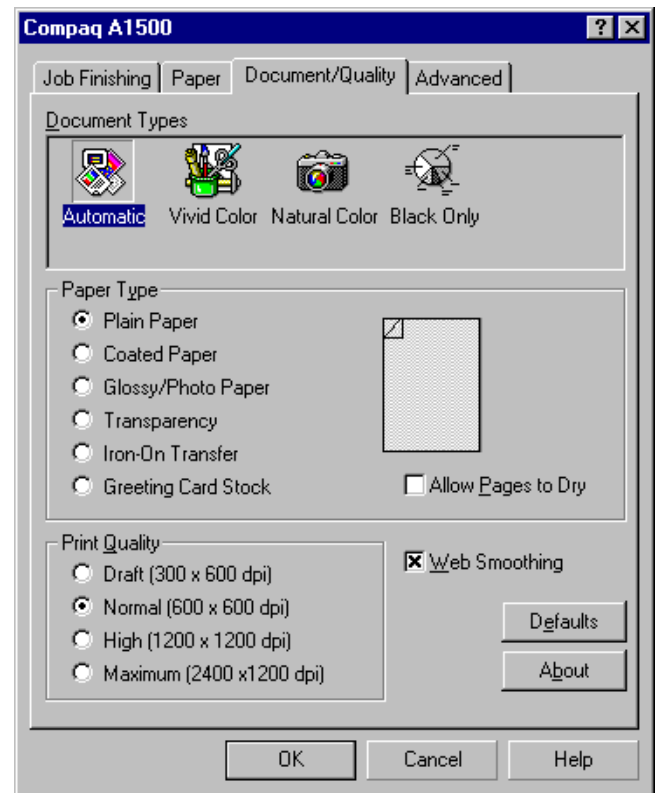 Compaq A1500
Job Finishing Paper Document/Quality Advanced
Document Types
Automatic Vivid Color Natural Color Black Only
Paper Type
Plain Paper
Coated Paper
Glossy/Photo Paper
Transparency
Iron-On Transfer
Greeting Card Stock
Allow Pages to Dry
Print Quality
Draft (300 x 600 dpi)
Normal (600 x 600 dpi)
High (1200 x 1200 dpi)
Maximum (2400 x1200 dpi)
Web Smoothing
Defaults
About
OK Cancel Help